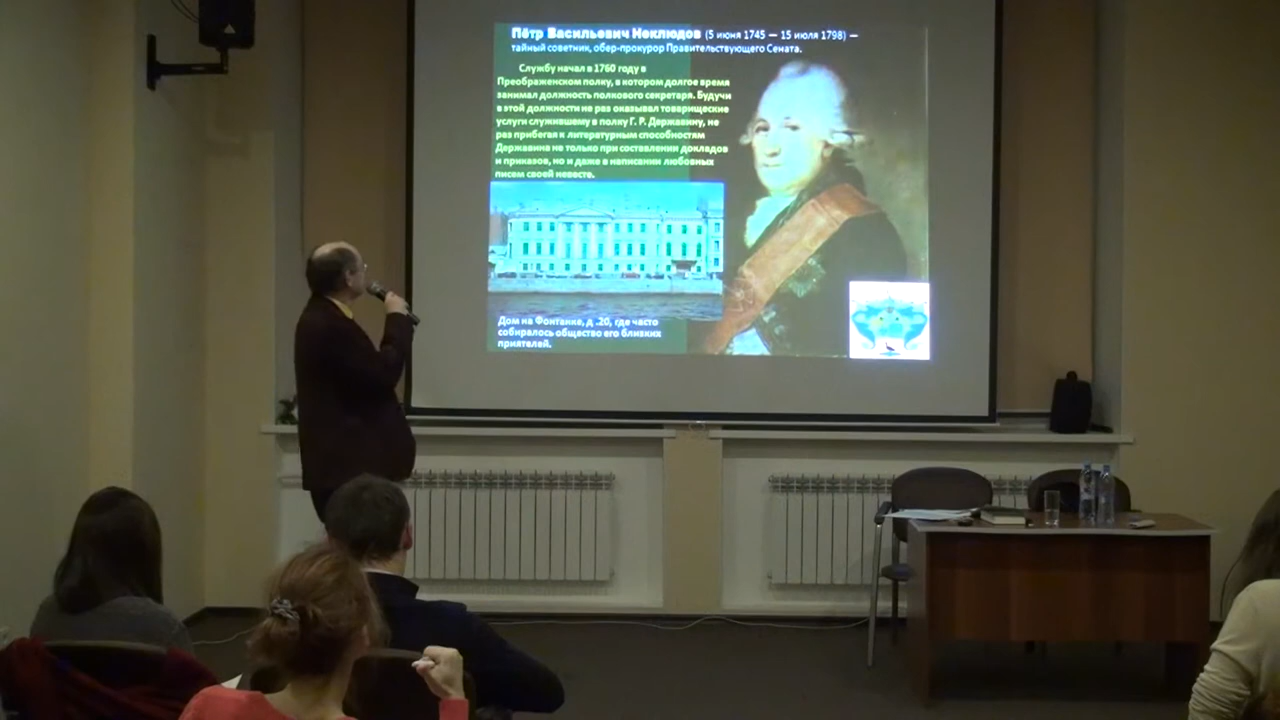 Пётр Васильевич Неклюдов (5 июня 1745 — 15 июля 1798) —
тайный советник, обер-прокурор Правительствующего Сената.
Службу начал в 1760 году в
Преображенском полку, в котором долгое время
занимал должность полкового секретаря. Будучи
в этой должности не раз оказывал товарищеские
услуги служившему в полку Г. Р. Державину, не
раз прибегая к литературным способностям
Державина не только при составлении докладов
и приказов, но и даже в написании любовных
писем своей невесте.
Дом на Фонтанке, д .20, где часто
собиралось общество его близких
приятелей.